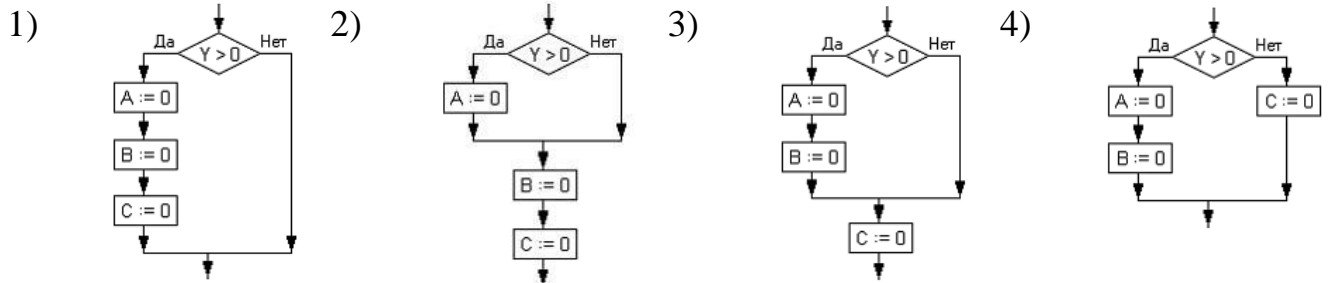 1)
Да
Y > 0
Нет
A := 0
B := 0
C := 0
2)
Да
Y > 0
Нет
A := 0
B := 0
C := 0
3)
Да
Y > 0
Нет
A := 0
B := 0
C := 0
4)
Да
Y > 0
Нет
A := 0
C := 0
B := 0